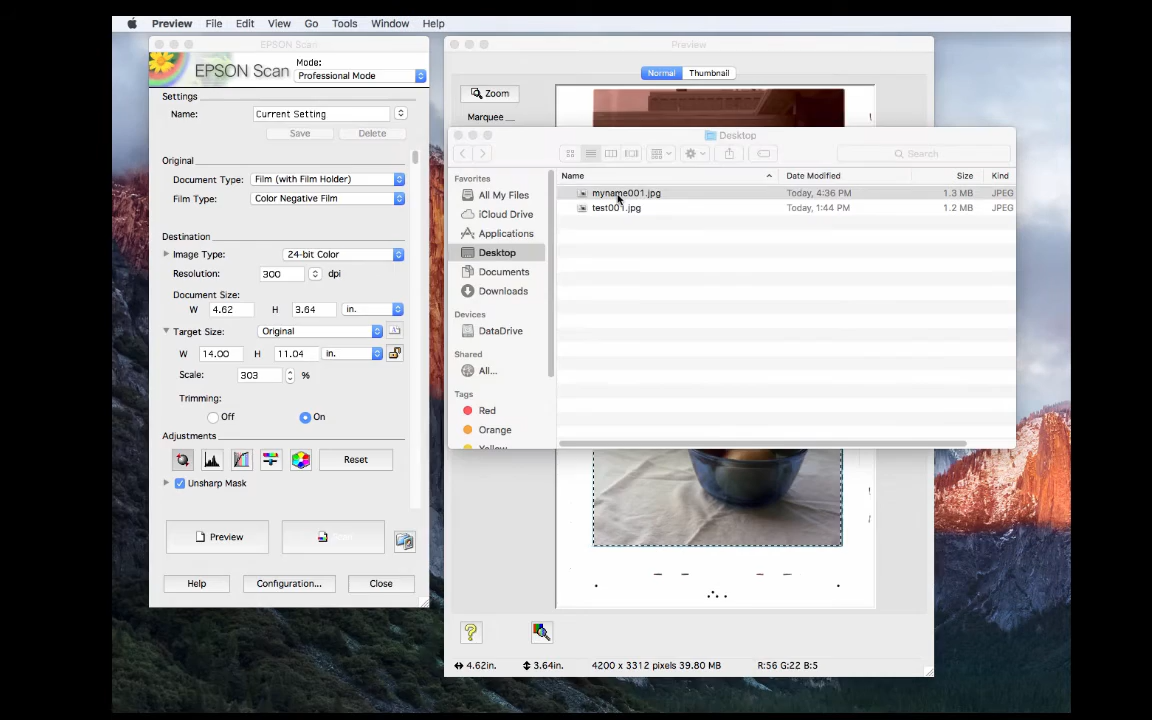 Preview File Edit View Go Tools Window Help
EPSON Scan
EPSON Scan
Mode:
Professional Mode
Settings
Name: Current Setting
Save Delete
Original
Document Type: Film (with Film Holder)
Film Type: Color Negative Film
Destination
Image Type: 24-bit Color
Resolution: 300 dpi
Document Size:
W 4.62 H 3.64 in.
Target Size: Original
W 14.00 H 11.04 in.
Scale: 303 %
Trimming:
Off On
Adjustments
Reset
Unsharp Mask
Preview Scan
Help Configuration... Close
Preview
Normal Thumbnail
Zoom
Marquee
Desktop
Search
Favorites
All My Files
iCloud Drive
Applications
Desktop
Documents
Downloads
Devices
DataDrive
Shared
All...
Tags
Red
Orange
Yellow
Name Date Modified Size Kind
myname001.jpg Today, 4:36 PM 1.3 MB JPEG
test001.jpg Today, 1:44 PM 1.2 MB JPEG
4.62in. 3.64in. 4200 x 3312 pixels 39.80 MB R:56 G:22 B:5